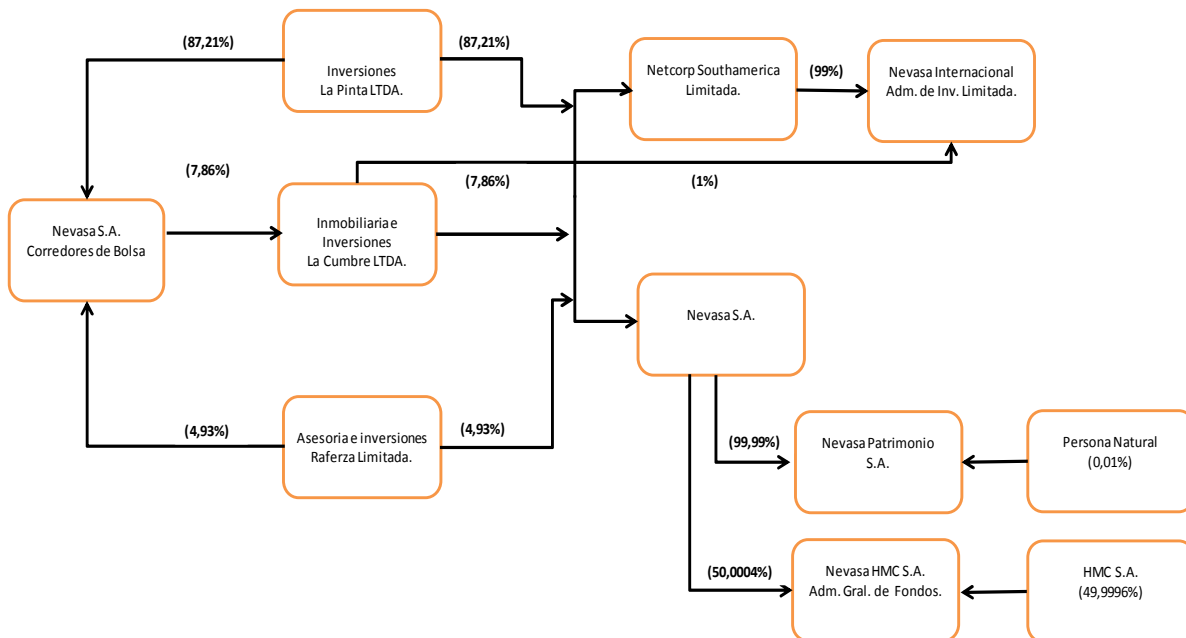 (87,21%)
(87,21%)
Inversiones
La Pinta LTDA.
Netcorp Southamerica
Limitada.
(99%)
Nevasa Internacional
Adm. de Inv. Limitada.
(7,86%)
(7,86%)
(1%)
Nevasa S.A.
Corredores de Bolsa
Inmobiliaria e
Inversiones
La Cumbre LTDA.
Nevasa S.A.
(4,93%)
Asesoria e inversiones
Raferza Limitada.
(4,93%)
(99,99%)
Nevasa Patrimonio
S.A.
Persona Natural
(0,01%)
(50,0004%)
Nevasa HMC S.A.
Adm. Gral. de Fondos.
HMC S.A.
(49,9996%)